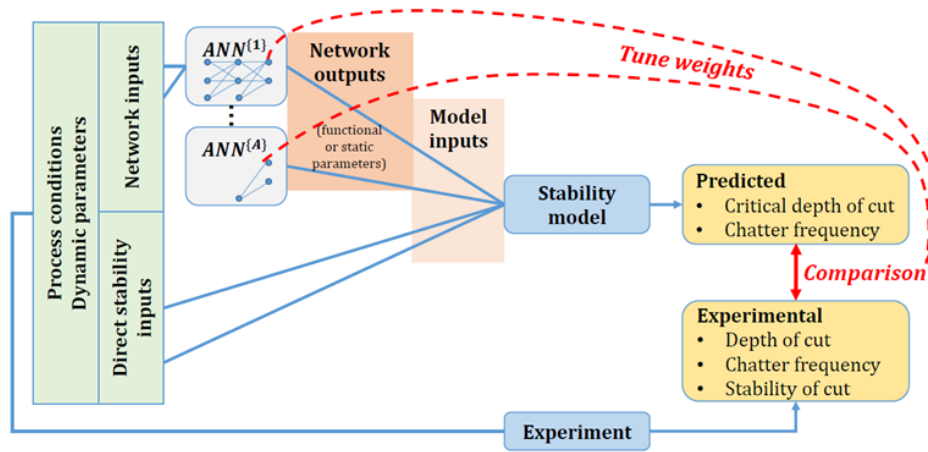 Process conditions
Dynamic parameters
Network inputs
Direct stability
inputs
ANN{1}
ANN{A}
Network
outputs
(functional
or static
parameters)
Model
inputs
Tune weights
Stability
model
Predicted
• Critical depth of cut
• Chatter frequency
Comparison
Experimental
• Depth of cut
• Chatter frequency
• Stability of cut
Experiment